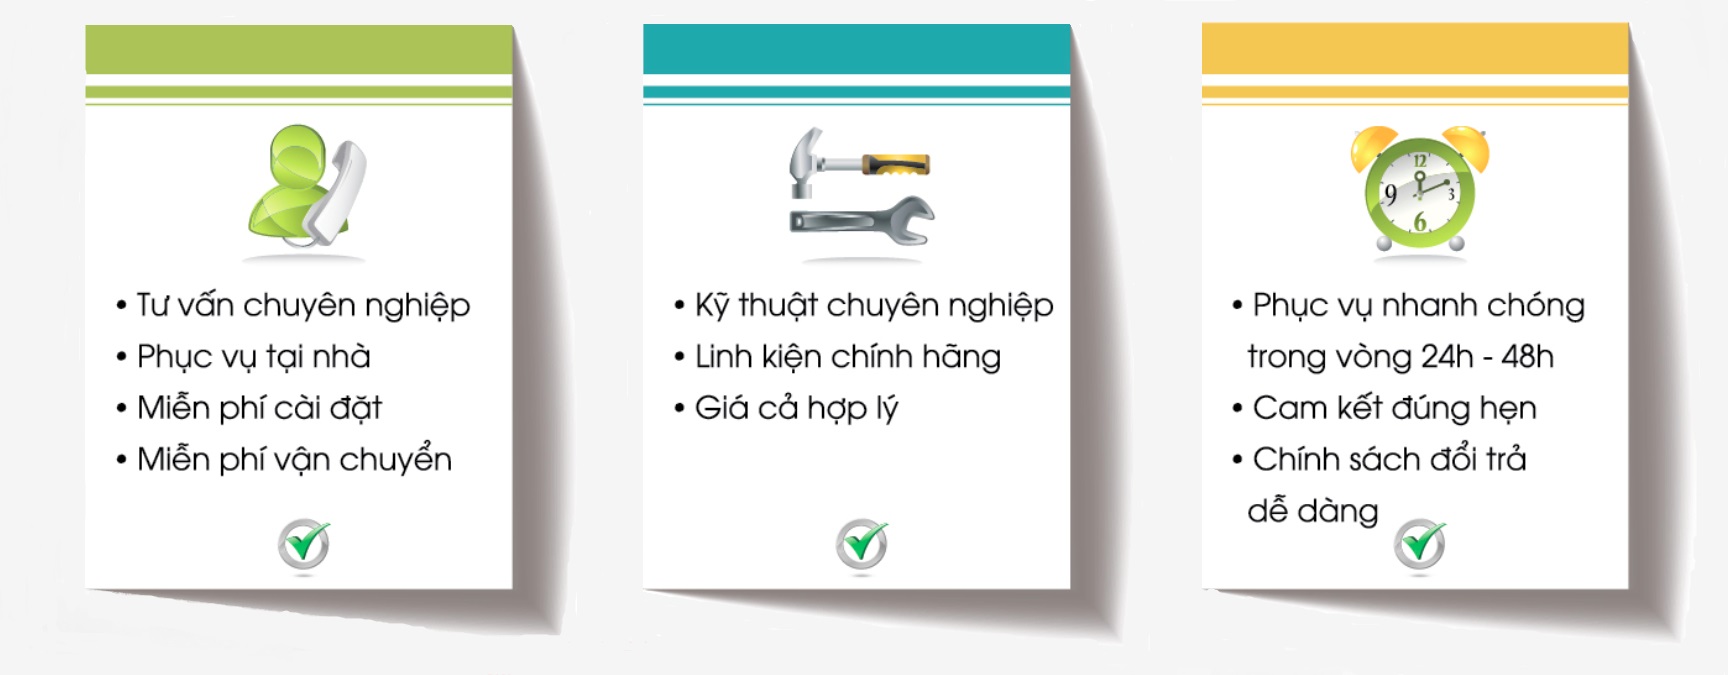 • Tư vấn chuyên nghiệp
• Phục vụ tại nhà
• Miễn phí cài đặt
• Miễn phí vận chuyển
• Kỹ thuật chuyên nghiệp
• Linh kiện chính hãng
• Giá cả hợp lý
12
9
3
6
• Phục vụ nhanh chóng
trong vòng 24h - 48h
• Cam kết đúng hẹn
• Chính sách đổi trả
dễ dàng